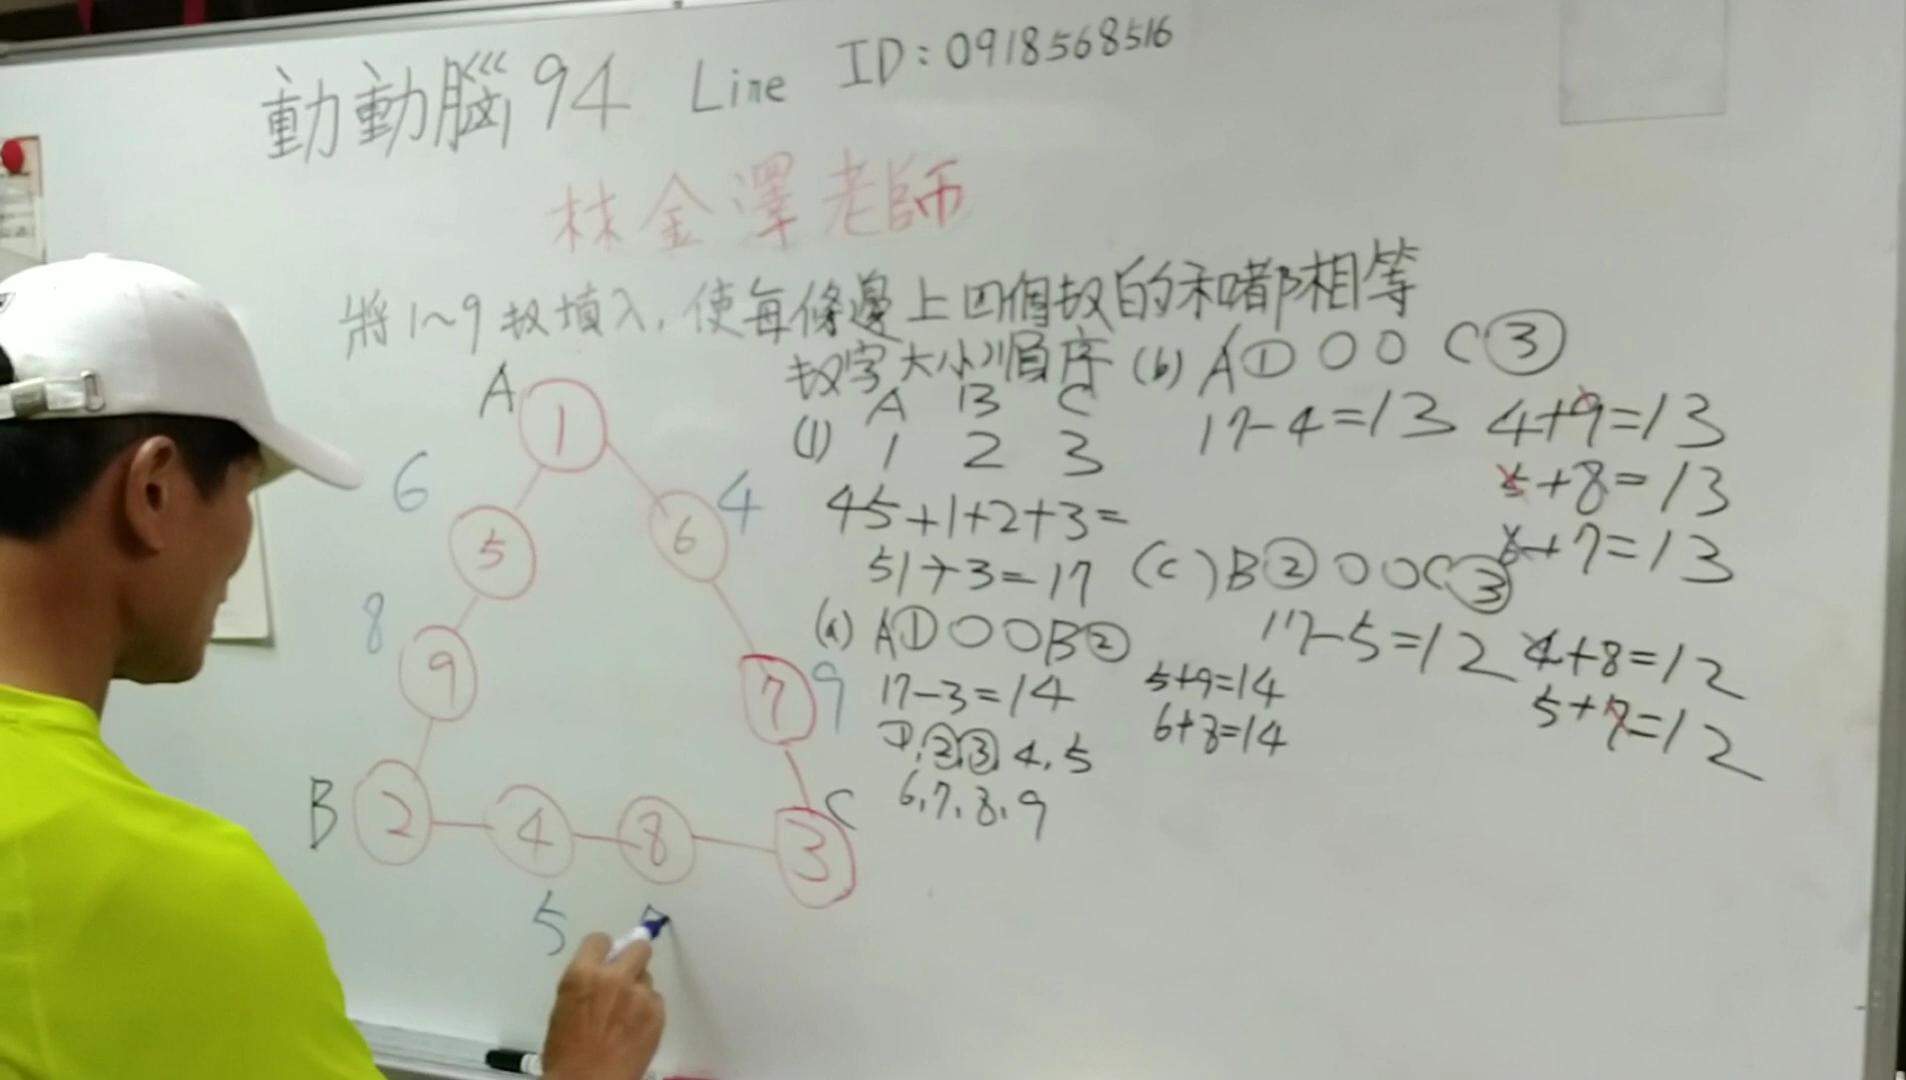 動動腦94 Line ID:0918568516
林金澤老師
將1~9数填入,使每條邊上四個数的和都相等
数字大小順序
A B C
(1) 1 2 3
45+1+2+3=
51÷3=17
(a) A①○○B②
17-3=14
5+9=14
6+8=14
1,②,③,4,5
6,7,8,9
(b) A①○○C③
17-4=13
4+9=13
5+8=13
6+7=13
(c) B②○○C③
17-5=12
4+8=12
5+7=12
A 1
6 5 6 4
8 9 7 9
B 2 4 8 3 C
5